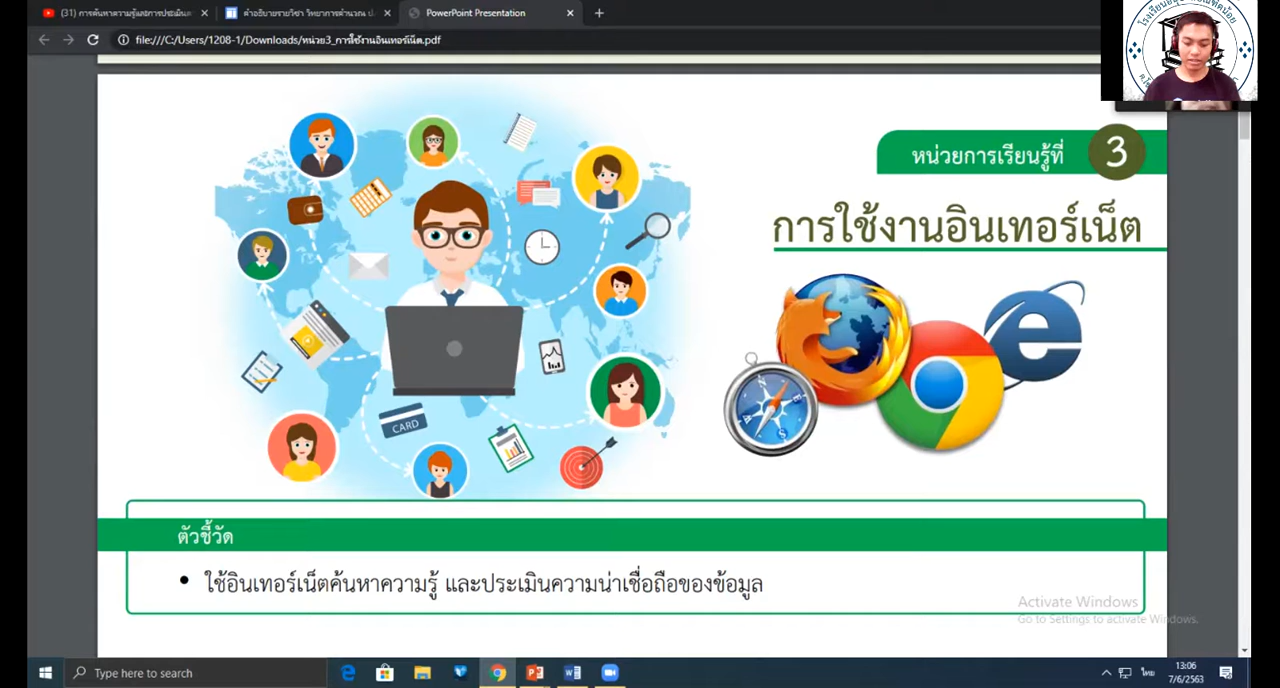 (31) การค้นหาความรู้และการประเมินค
คำอธิบายรายวิชา วิทยาการคำนวณ ป.
PowerPoint Presentation
file:///C:/Users/1208-1/Downloads/หน่วย3_การใช้งานอินเทอร์เน็ต.pdf
หน่วยการเรียนรู้ที่ 3
การใช้งานอินเทอร์เน็ต
CARD
ตัวชี้วัด
• ใช้อินเทอร์เน็ตค้นหาความรู้ และประเมินความน่าเชื่อถือของข้อมูล
Activate Windows
Go to Settings to activate Windows.
Type here to search
ไทย
13:06
7/6/2563